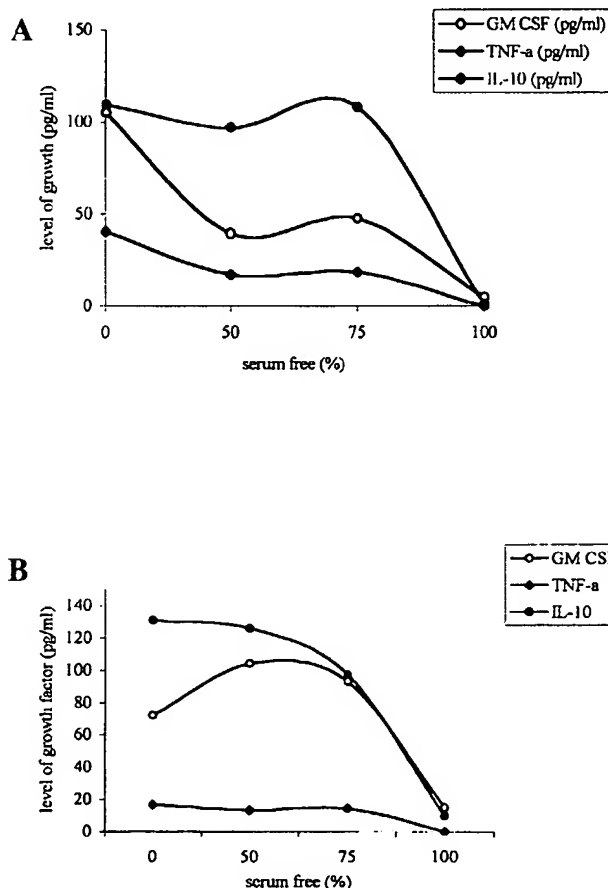 A
GM CSF (pg/ml)
TNF-a (pg/ml)
IL-10 (pg/ml)
level of growth (pg/ml)
150
100
50
0
0 50 75 100
serum free (%)
B
GM CSF
TNF-a
IL-10
level of growth factor (pg/ml)
140
120
100
80
60
40
20
0
0 50 75 100
serum free (%)